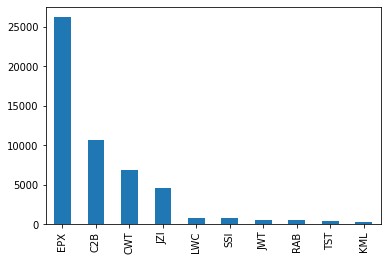 25000
20000
15000
10000
5000
0
EPX
C2B
CWT
JZI
LWC
SSI
JWT
RAB
TST
KML